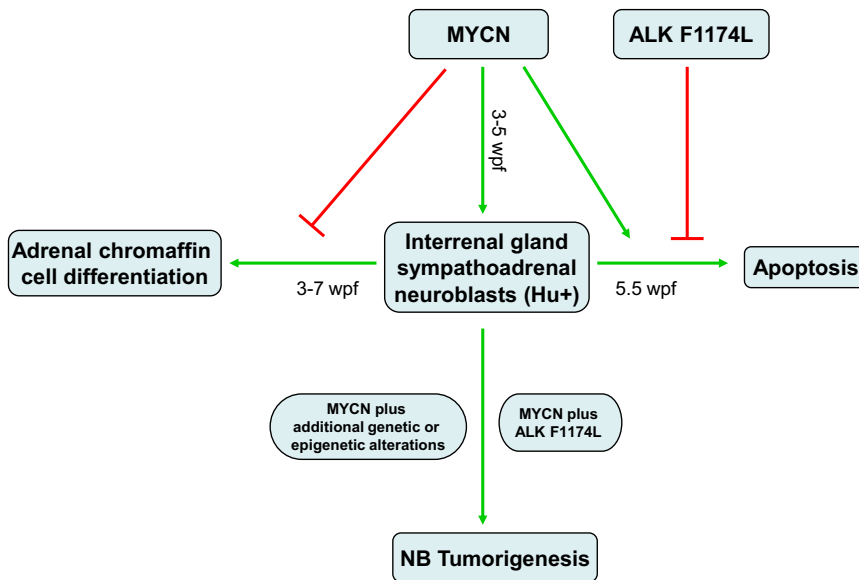 MYCN
ALK F1174L
3-5 wpf
Adrenal chromaffin
cell differentiation
Interrenal gland
sympathoadrenal
neuroblasts (Hu+)
Apoptosis
3-7 wpf
5.5 wpf
MYCN plus
additional genetic or
epigenetic alterations
MYCN plus
ALK F1174L
NB Tumorigenesis